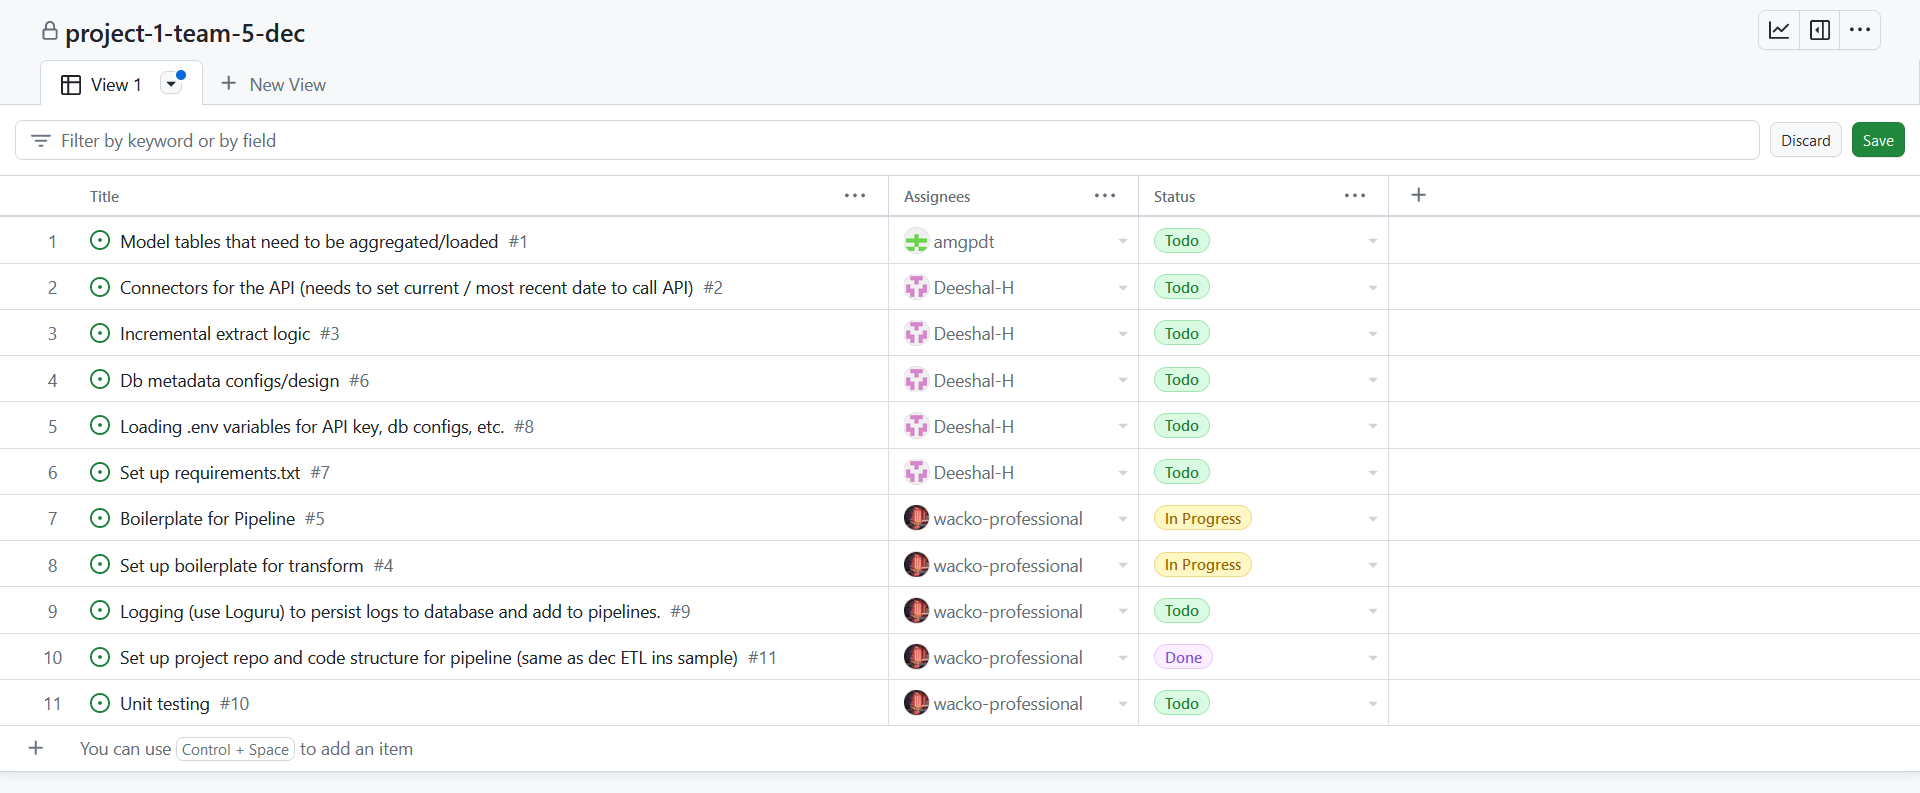 project-1-team-5-dec
View 1
New View
Filter by keyword or by field
Discard
Save
Title Assignees Status
1 Model tables that need to be aggregated/loaded #1 amgpdt Todo
2 Connectors for the API (needs to set current / most recent date to call API) #2 Deeshal-H Todo
3 Incremental extract logic #3 Deeshal-H Todo
4 Db metadata configs/design #6 Deeshal-H Todo
5 Loading .env variables for API key, db configs, etc. #8 Deeshal-H Todo
6 Set up requirements.txt #7 Deeshal-H Todo
7 Boilerplate for Pipeline #5 wacko-professional In Progress
8 Set up boilerplate for transform #4 wacko-professional In Progress
9 Logging (use Loguru) to persist logs to database and add to pipelines. #9 wacko-professional Todo
10 Set up project repo and code structure for pipeline (same as dec ETL ins sample) #11 wacko-professional Done
11 Unit testing #10 wacko-professional Todo
You can use Control + Space to add an item